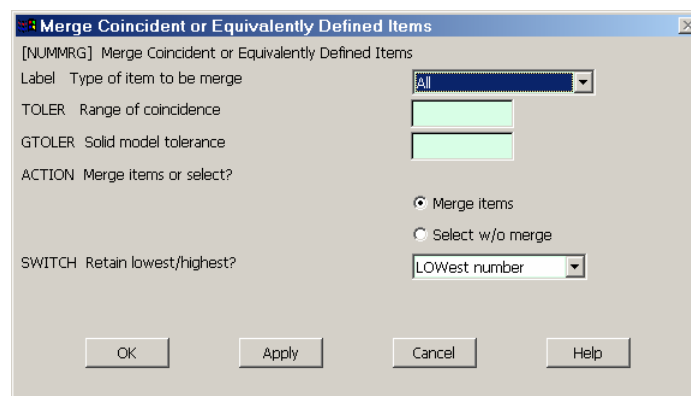 Merge Coincident or Equivalently Defined Items
[NUMMRG] Merge Coincident or Equivalently Defined Items
Label Type of item to be merge
All
TOLER Range of coincidence
GTOLER Solid model tolerance
ACTION Merge items or select?
Merge items
Select w/o merge
SWITCH Retain lowest/highest?
LOWest number
OK Apply Cancel Help